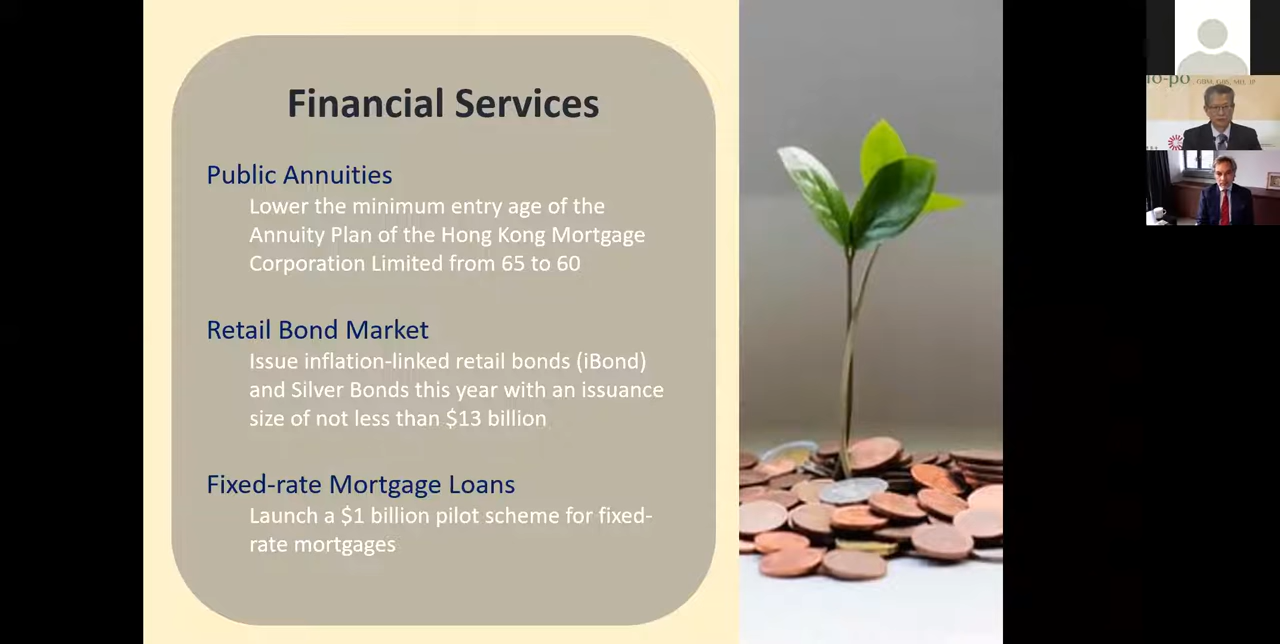 Financial Services
Public Annuities
Lower the minimum entry age of the
Annuity Plan of the Hong Kong Mortgage
Corporation Limited from 65 to 60
Retail Bond Market
Issue inflation-linked retail bonds (iBond)
and Silver Bonds this year with an issuance
size of not less than $13 billion
Fixed-rate Mortgage Loans
Launch a $1 billion pilot scheme for fixed-
rate mortgages